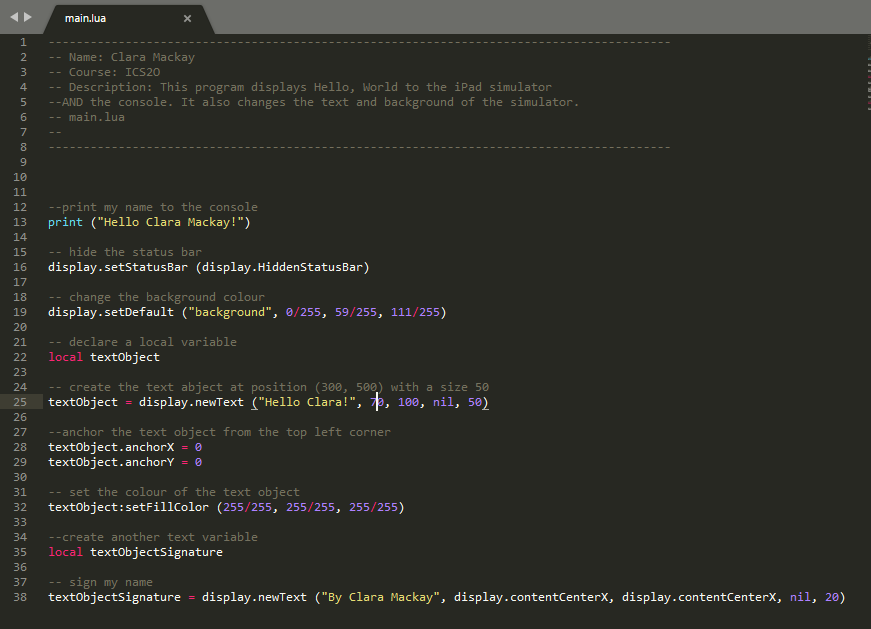 main.lua
1 -----------------------------------------------------------------------------------------
2 -- Name: Clara Mackay
3 -- Course: ICS2O
4 -- Description: This program displays Hello, World to the iPad simulator
5 --AND the console. It also changes the text and background of the simulator.
6 -- main.lua
7 --
8 -----------------------------------------------------------------------------------------
9
10
11
12 --print my name to the console
13 print ("Hello Clara Mackay!")
14
15 -- hide the status bar
16 display.setStatusBar (display.HiddenStatusBar)
17
18 -- change the background colour
19 display.setDefault ("background", 0/255, 59/255, 111/255)
20
21 -- declare a local variable
22 local textObject
23
24 -- create the text abject at position (300, 500) with a size 50
25 textObject = display.newText ("Hello Clara!", 70, 100, nil, 50)
26
27 --anchor the text object from the top left corner
28 textObject.anchorX = 0
29 textObject.anchorY = 0
30
31 -- set the colour of the text object
32 textObject:setFillColor (255/255, 255/255, 255/255)
33
34 --create another text variable
35 local textObjectSignature
36
37 -- sign my name
38 textObjectSignature = display.newText ("By Clara Mackay", display.contentCenterX, display.contentCenterX, nil, 20)